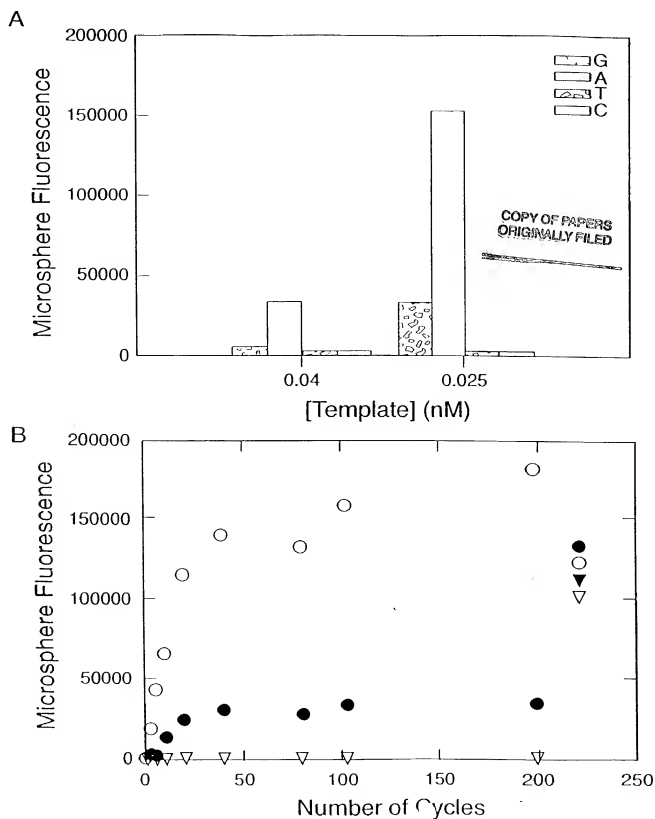 A
200000
150000
100000
50000
0
Microsphere Fluorescence
G
A
T
C
COPY OF PAPERS
ORIGINALLY FILED
0.04
0.025
[Template] (nM)
B
200000
150000
100000
50000
0
Microsphere Fluorescence
0
50
100
150
200
250
Number of Cycles